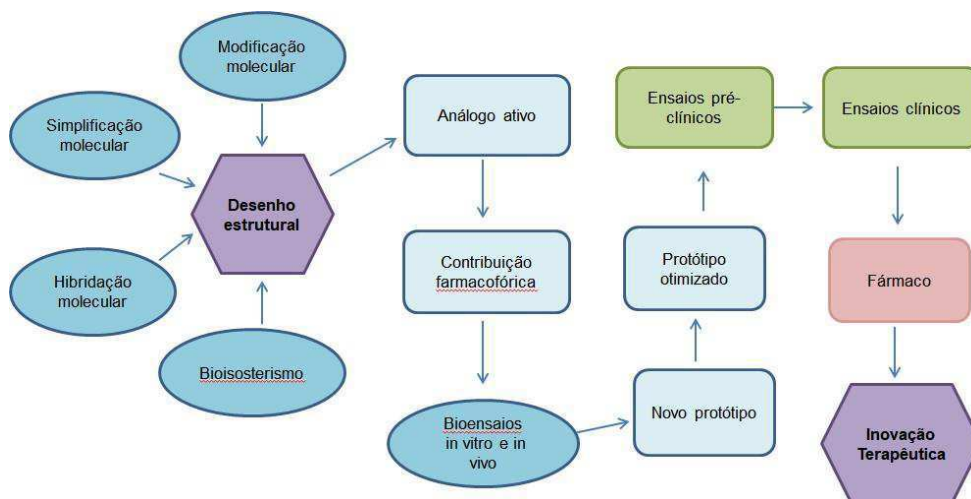 Modificação
molecular
Simplificação
molecular
Desenho
estrutural
Hibridação
molecular
Bioisosterismo
Análogo ativo
Contribuição
farmacofórica
Bioensaios
in vitro e in
vivo
Novo protótipo
Protótipo
otimizado
Ensaios pré-
clínicos
Ensaios clínicos
Fármaco
Inovação
Terapêutica